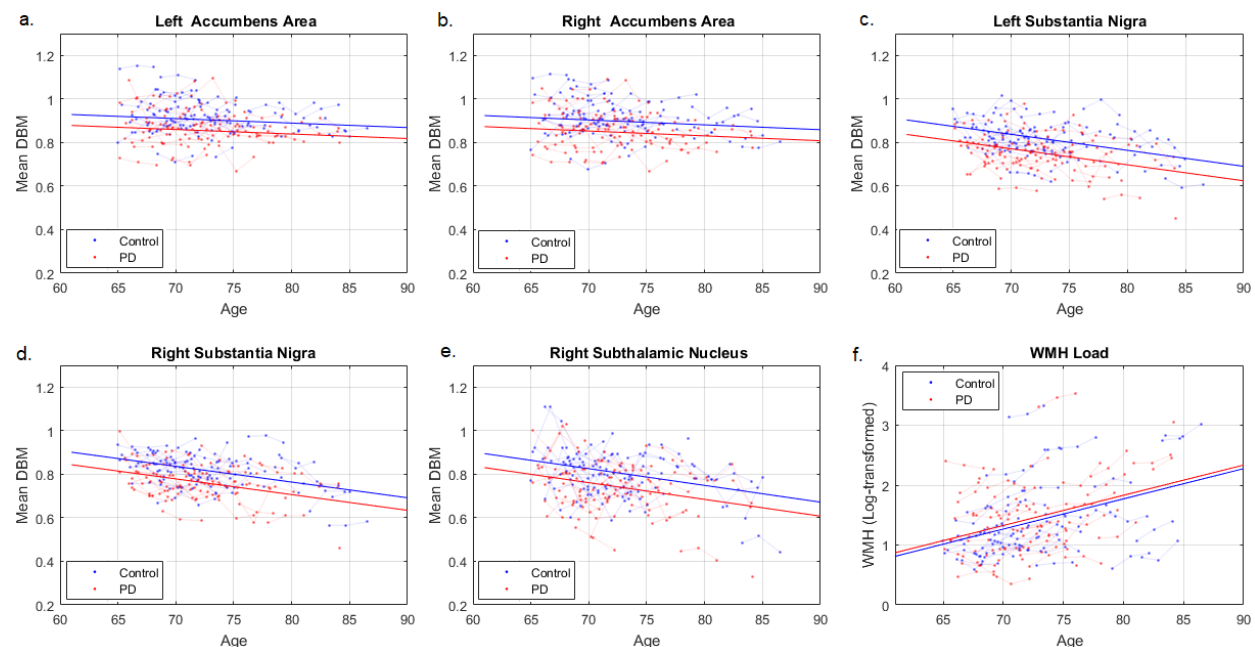 a.
Left Accumbens Area
Mean DBM
1.2
1
0.8
0.6
0.4
0.2
Control
PD
60 65 70 75 80 85 90
Age
b.
Right Accumbens Area
Mean DBM
1.2
1
0.8
0.6
0.4
0.2
Control
PD
60 65 70 75 80 85 90
Age
c.
Left Substantia Nigra
Mean DBM
1.2
1
0.8
0.6
0.4
0.2
Control
PD
60 65 70 75 80 85 90
Age
d.
Right Substantia Nigra
Mean DBM
1.2
1
0.8
0.6
0.4
0.2
Control
PD
60 65 70 75 80 85 90
Age
e.
Right Subthalamic Nucleus
Mean DBM
1.2
1
0.8
0.6
0.4
0.2
Control
PD
60 65 70 75 80 85 90
Age
f.
WMH Load
WMH (Log-transformed)
4
3
2
1
0
Control
PD
65 70 75 80 85 90
Age